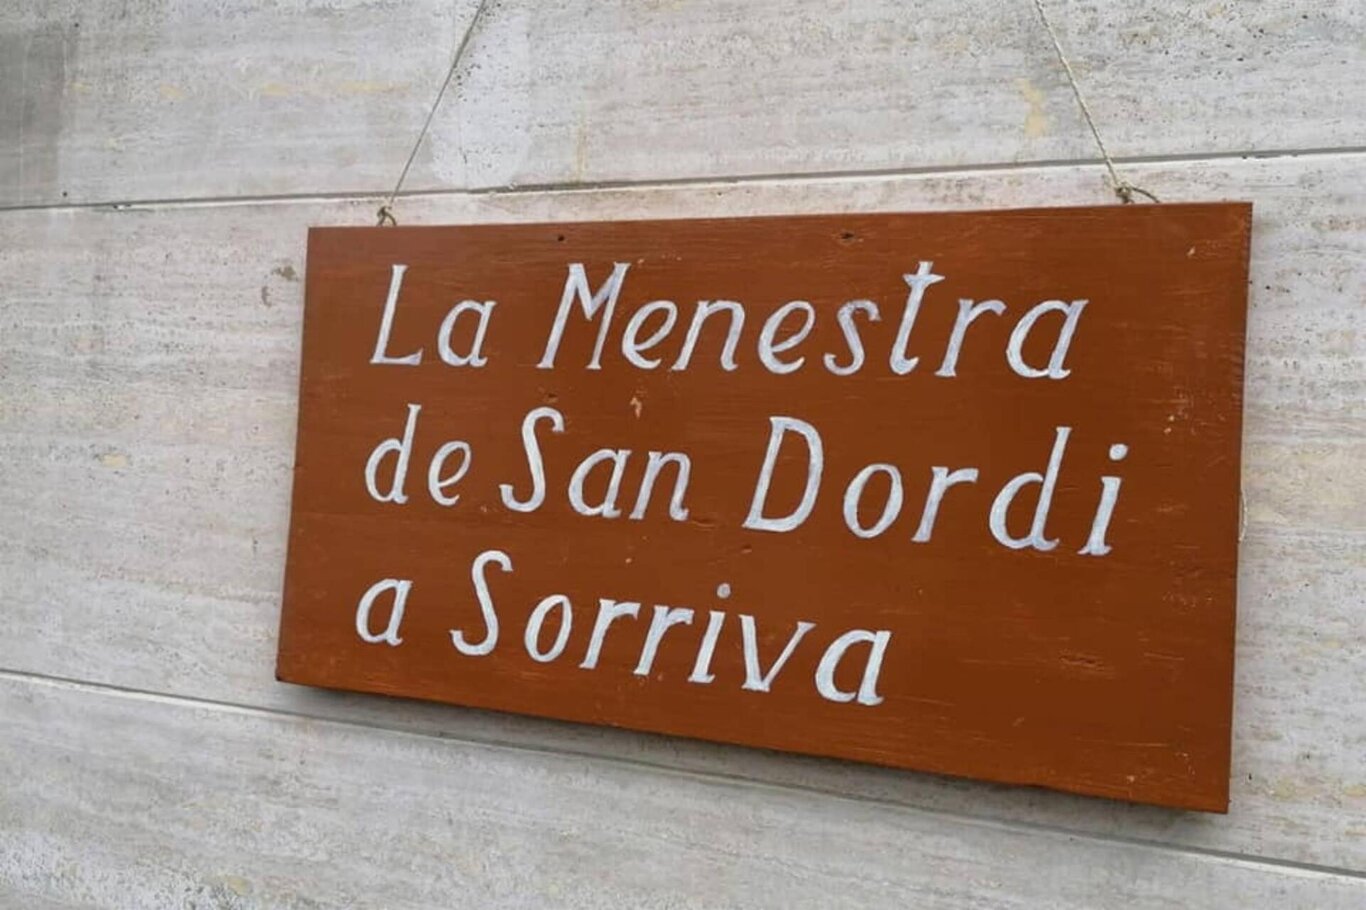 La Menestra
de San Dordi
a Sorriva